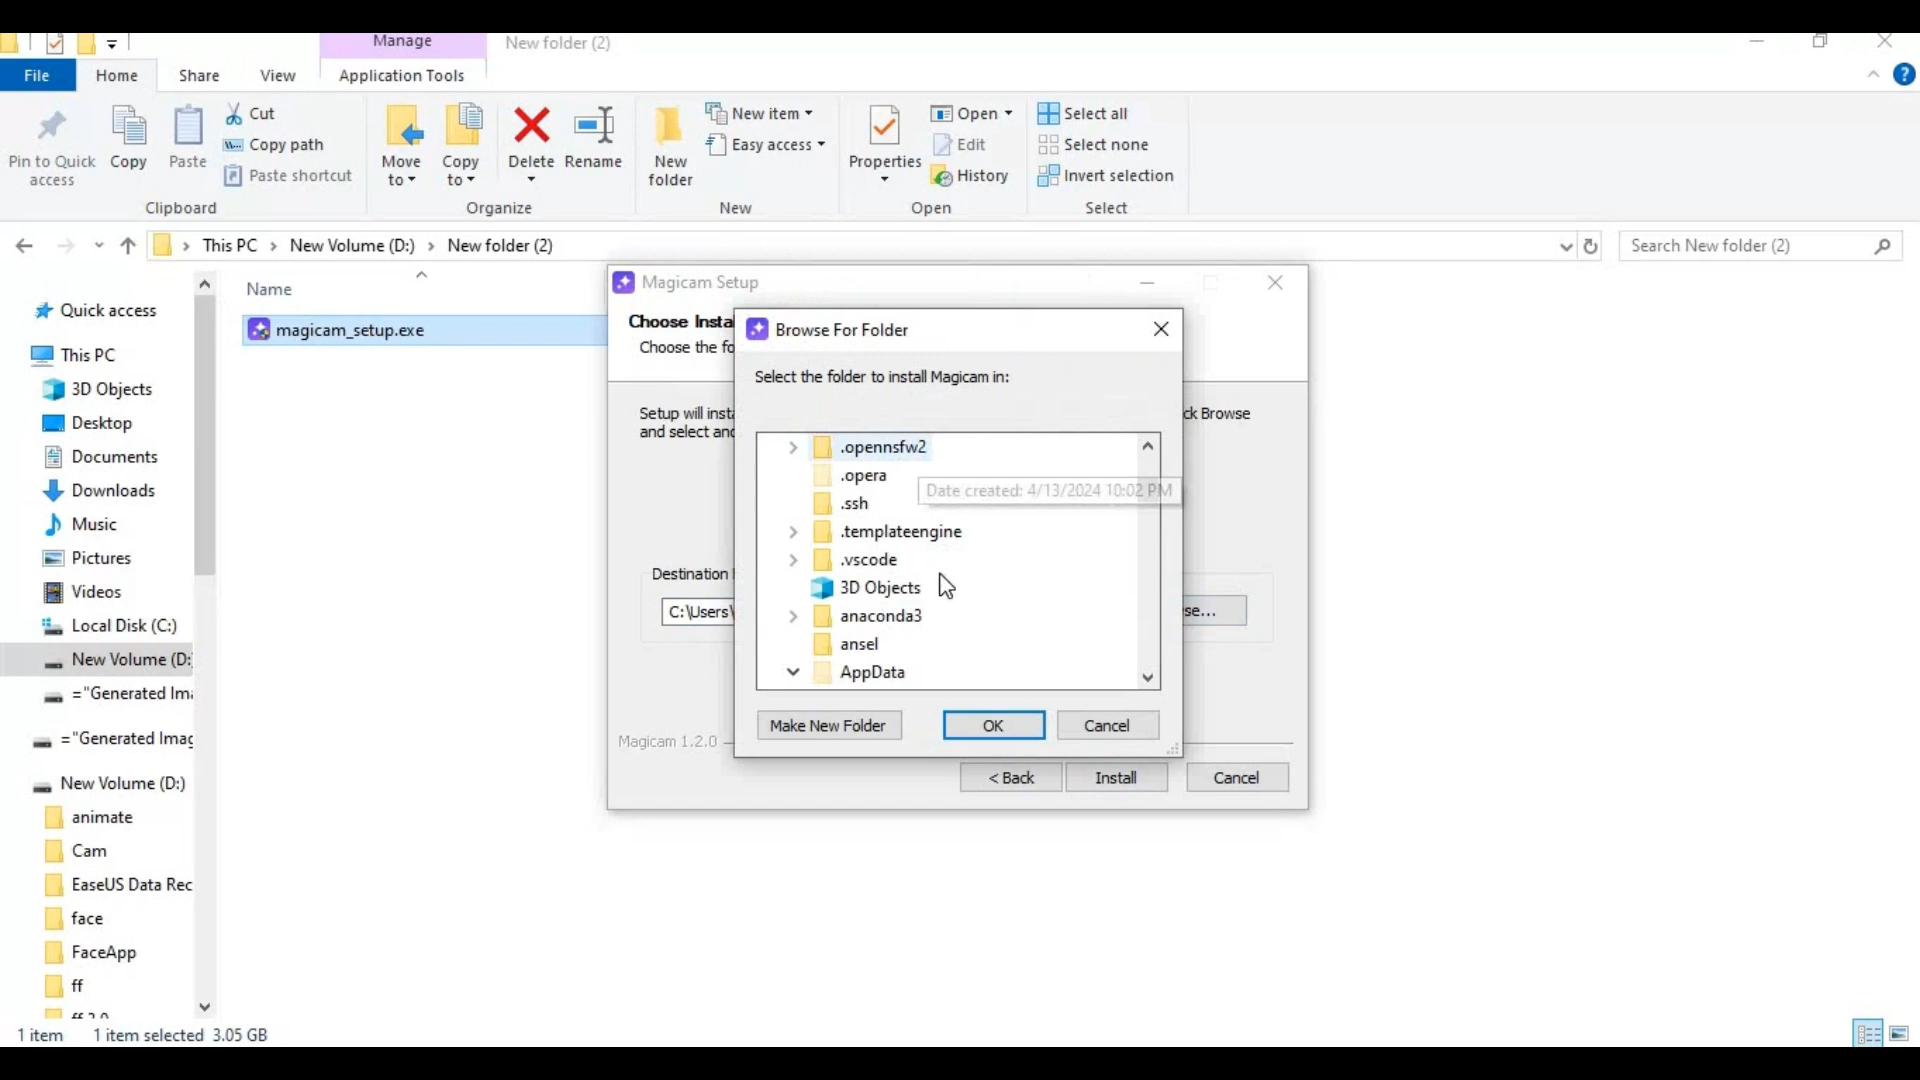 Manage
New folder (2)
File
Home
Share
View
Application Tools
Pin to Quick access
Copy
Paste
Cut
Copy path
Paste shortcut
Clipboard
Move to
Copy to
Delete
Rename
Organize
New folder
New item
Easy access
New
Properties
Open
Edit
History
Open
Select all
Select none
Invert selection
Select
This PC
New Volume (D:)
New folder (2)
Search New folder (2)
Quick access
This PC
3D Objects
Desktop
Documents
Downloads
Music
Pictures
Videos
Local Disk (C:)
New Volume (D:
="Generated Ima
="Generated Imag
New Volume (D:)
animate
Cam
EaseUS Data Rec
face
FaceApp
ff
Name
magicam_setup.exe
Magicam Setup
Choose Insta
Choose the fo
Setup will insta
ck Browse
and select and
Destination
C:\Users\
se...
Magicam 1.2.0
< Back
Install
Cancel
Browse For Folder
Select the folder to install Magicam in:
.opennsfw2
.opera
Date created: 4/13/2024 10:02 PM
.ssh
.templateengine
.vscode
3D Objects
anaconda3
ansel
AppData
Make New Folder
OK
Cancel
1 item
1 item selected 3.05 GB